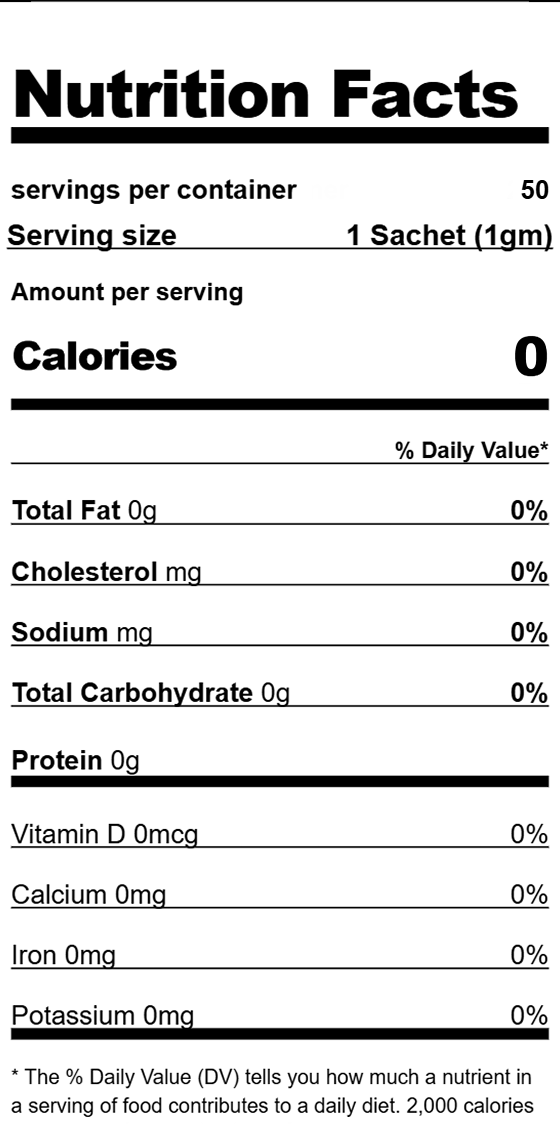 Nutrition Facts
servings per container 50
Serving size 1 Sachet (1gm)
Amount per serving
Calories 0
% Daily Value*
Total Fat 0g 0%
Cholesterol mg 0%
Sodium mg 0%
Total Carbohydrate 0g 0%
Protein 0g
Vitamin D 0mcg 0%
Calcium 0mg 0%
Iron 0mg 0%
Potassium 0mg 0%
* The % Daily Value (DV) tells you how much a nutrient in
a serving of food contributes to a daily diet. 2,000 calories